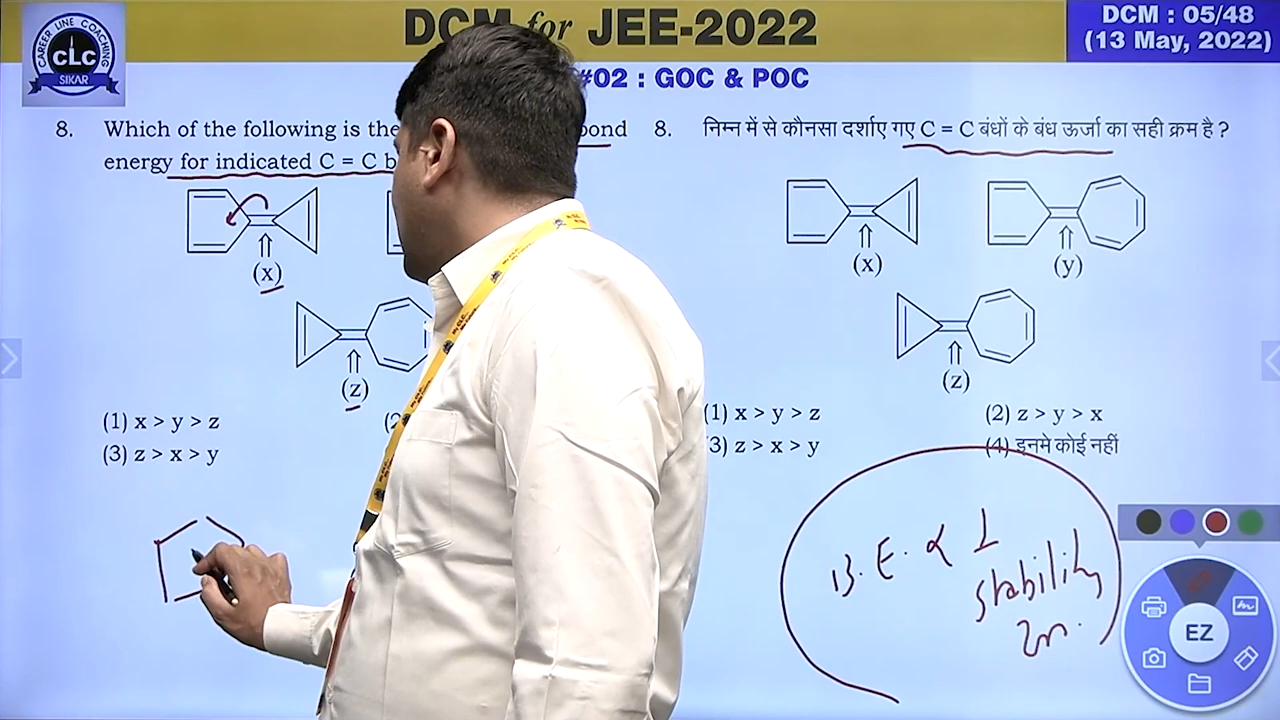 DCM for JEE-2022
DCM : 05/48
(13 May, 2022)
CAREER LINE COACHING
CLC
SIKAR
#02 : GOC & POC
8. Which of the following is the bond
energy for indicated C = C b
(x)
(z)
(1) x > y > z
(3) z > x > y
8. निम्न में से कौनसा दर्शाए गए C = C बंधों के बंध ऊर्जा का सही क्रम है ?
(x)
(y)
(z)
(1) x > y > z (2) z > y > x
3) z > x > y (4) इनमे कोई नहीं
B. E. ∝ 1
stability
EZ